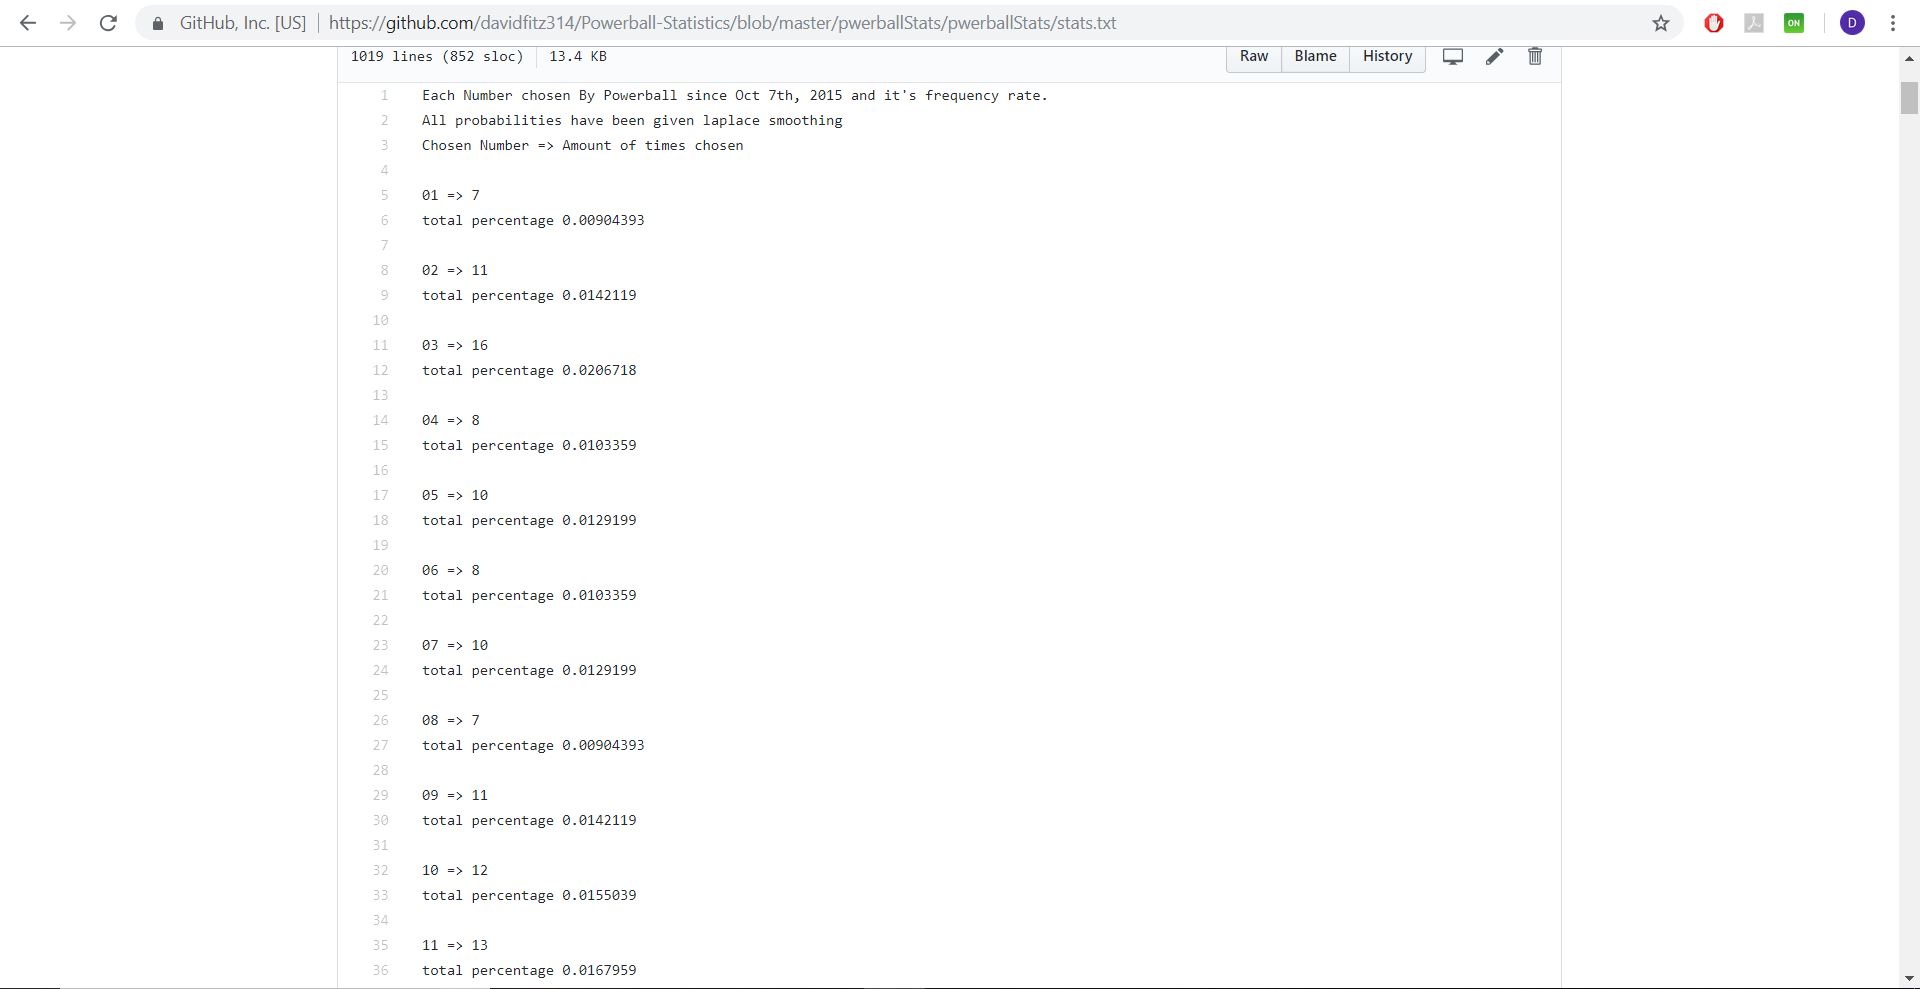 GitHub, Inc. [US] | https://github.com/davidfitz314/Powerball-Statistics/blob/master/pwerballStats/pwerballStats/stats.txt
ON
D
1019 lines (852 sloc) | 13.4 KB
Raw Blame History
1 Each Number chosen By Powerball since Oct 7th, 2015 and it's frequency rate.
2 All probabilities have been given laplace smoothing
3 Chosen Number => Amount of times chosen
4
5 01 => 7
6 total percentage 0.00904393
7
8 02 => 11
9 total percentage 0.0142119
10
11 03 => 16
12 total percentage 0.0206718
13
14 04 => 8
15 total percentage 0.0103359
16
17 05 => 10
18 total percentage 0.0129199
19
20 06 => 8
21 total percentage 0.0103359
22
23 07 => 10
24 total percentage 0.0129199
25
26 08 => 7
27 total percentage 0.00904393
28
29 09 => 11
30 total percentage 0.0142119
31
32 10 => 12
33 total percentage 0.0155039
34
35 11 => 13
36 total percentage 0.0167959